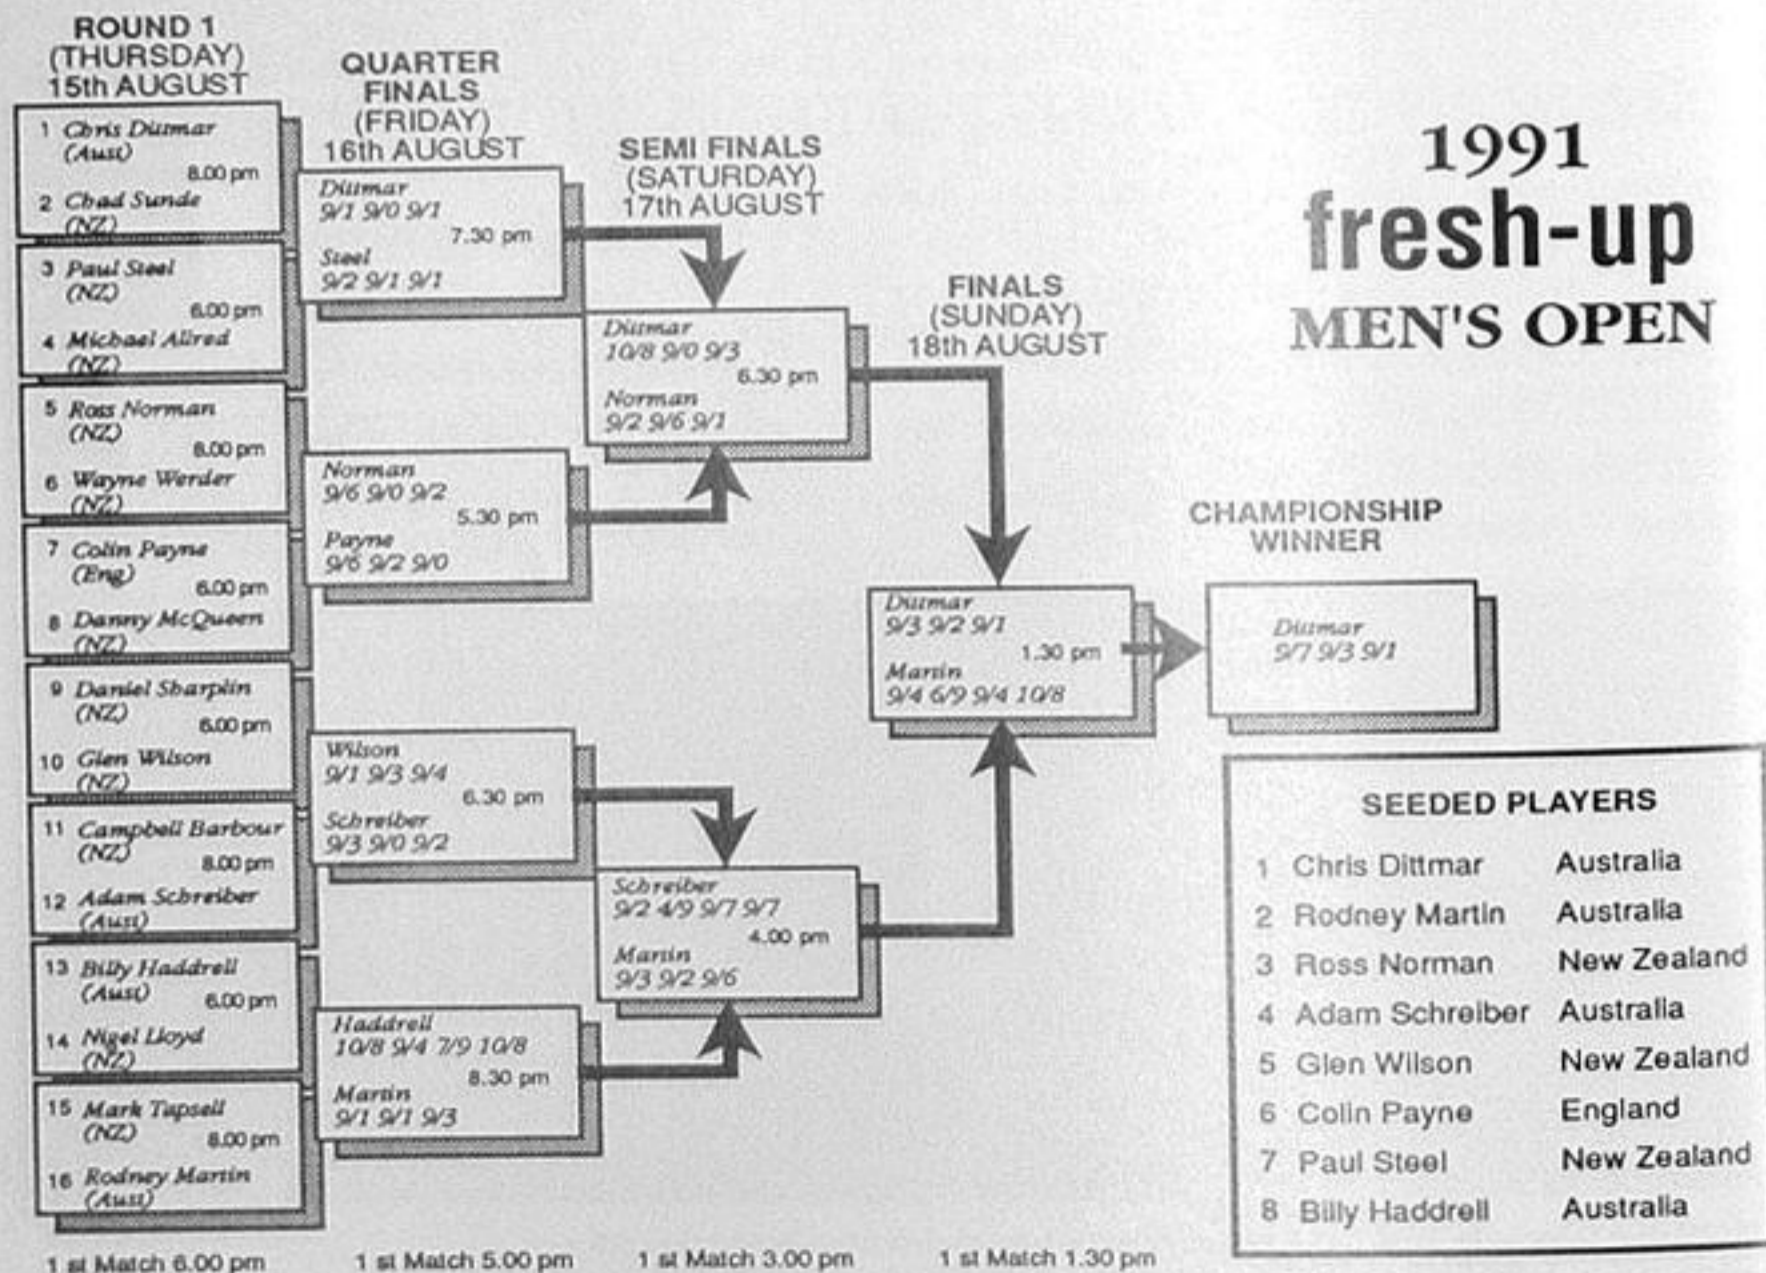 ROUND 1
(THURSDAY)
15th AUGUST
1 Chris Dittmar
(Aust)
8.00 pm
2 Chad Sunde
(NZ)
3 Paul Steel
(NZ)
6.00 pm
4 Michael Allred
(NZ)
5 Ross Norman
(NZ)
8.00 pm
6 Wayne Werder
(NZ)
7 Colin Payne
(Eng)
6.00 pm
8 Danny McQueen
(NZ)
9 Daniel Sharplin
(NZ)
6.00 pm
10 Glen Wilson
(NZ)
11 Campbell Barbour
(NZ)
8.00 pm
12 Adam Schreiber
(Aust)
13 Billy Haddrell
(Aust)
6.00 pm
14 Nigel Lloyd
(NZ)
15 Mark Tapsell
(NZ)
8.00 pm
16 Rodney Martin
(Aust)
1 st Match 6.00 pm
QUARTER
FINALS
(FRIDAY)
16th AUGUST
Dittmar
9/1 9/0 9/1
7.30 pm
Steel
9/2 9/1 9/1
Norman
9/6 9/0 9/2
5.30 pm
Payne
9/6 9/2 9/0
Wilson
9/1 9/3 9/4
6.30 pm
Schreiber
9/3 9/0 9/2
Haddrell
10/8 9/4 7/9 10/8
8.30 pm
Martin
9/1 9/1 9/3
1 st Match 5.00 pm
SEMI FINALS
(SATURDAY)
17th AUGUST
Dittmar
10/8 9/0 9/3
6.30 pm
Norman
9/2 9/6 9/1
Schreiber
9/2 4/9 9/7 9/7
4.00 pm
Martin
9/3 9/2 9/6
1 st Match 3.00 pm
FINALS
(SUNDAY)
18th AUGUST
Dittmar
9/3 9/2 9/1
1.30 pm
Martin
9/4 6/9 9/4 10/8
1 st Match 1.30 pm
CHAMPIONSHIP
WINNER
Dittmar
9/7 9/3 9/1
1991
fresh-up
MEN'S OPEN
SEEDED PLAYERS
1 Chris Dittmar Australia
2 Rodney Martin Australia
3 Ross Norman New Zealand
4 Adam Schreiber Australia
5 Glen Wilson New Zealand
6 Colin Payne England
7 Paul Steel New Zealand
8 Billy Haddrell Australia